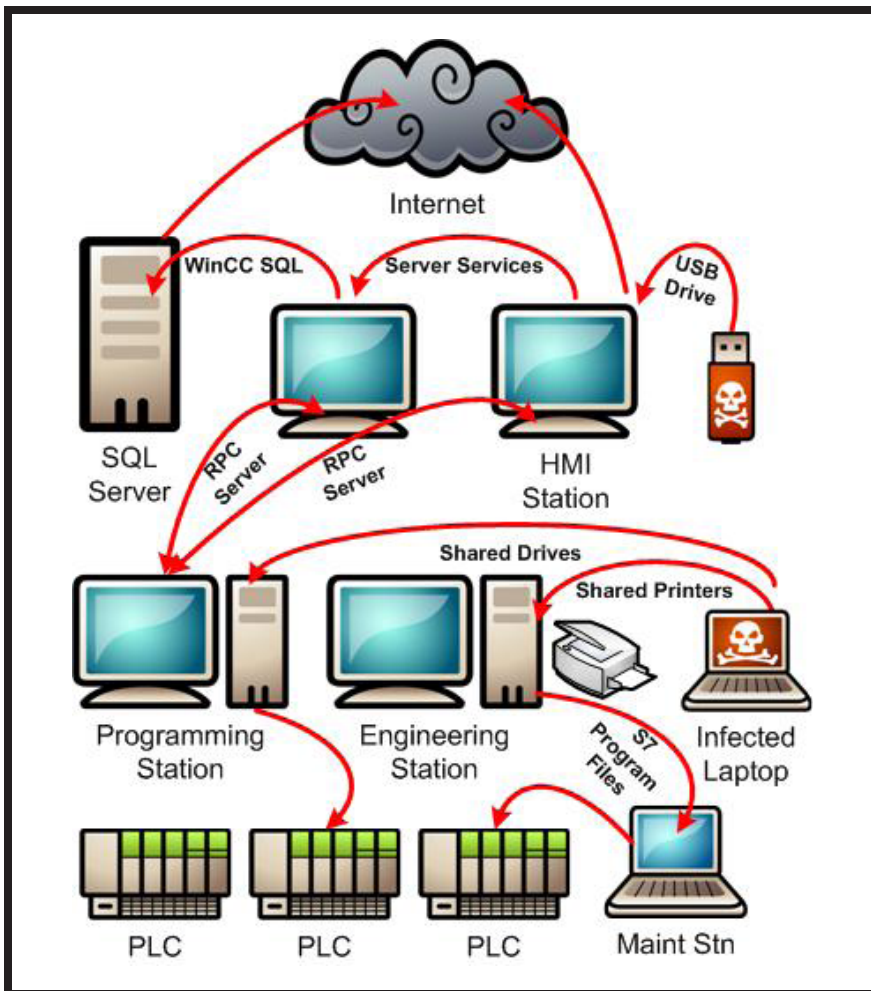 Internet
WinCC SQL
Server Services
USB
Drive
SQL
Server
RPC
Server
RPC
Server
HMI
Station
Shared Drives
Shared Printers
Programming
Station
Engineering
Station
S7
Program
Files
Infected
Laptop
PLC
PLC
PLC
Maint Stn